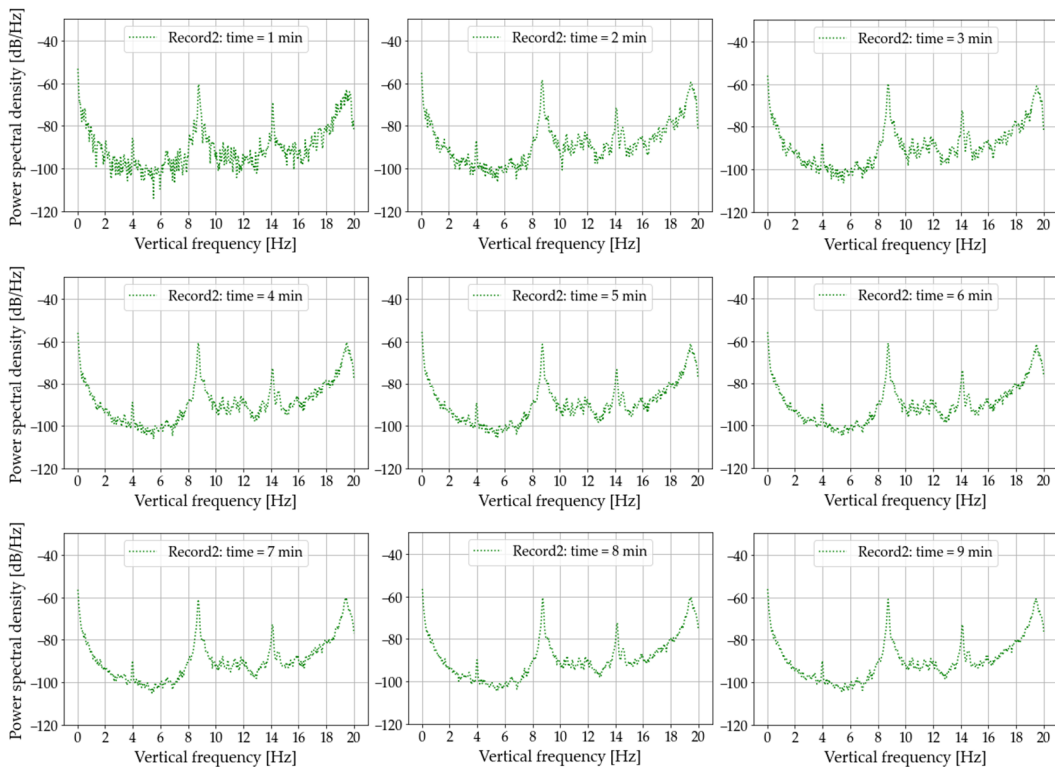 Power spectral density [dB/Hz]
Record2: time = 1 min
−40
−60
−80
−100
−120
0 2 4 6 8 10 12 14 16 18 20
Vertical frequency [Hz]
Record2: time = 2 min
−40
−60
−80
−100
−120
0 2 4 6 8 10 12 14 16 18 20
Vertical frequency [Hz]
Record2: time = 3 min
−40
−60
−80
−100
−120
0 2 4 6 8 10 12 14 16 18 20
Vertical frequency [Hz]
Power spectral density [dB/Hz]
Record2: time = 4 min
−40
−60
−80
−100
−120
0 2 4 6 8 10 12 14 16 18 20
Vertical frequency [Hz]
Record2: time = 5 min
−40
−60
−80
−100
−120
0 2 4 6 8 10 12 14 16 18 20
Vertical frequency [Hz]
Record2: time = 6 min
−40
−60
−80
−100
−120
0 2 4 6 8 10 12 14 16 18 20
Vertical frequency [Hz]
Power spectral density [dB/Hz]
Record2: time = 7 min
−40
−60
−80
−100
−120
0 2 4 6 8 10 12 14 16 18 20
Vertical frequency [Hz]
Record2: time = 8 min
−40
−60
−80
−100
−120
0 2 4 6 8 10 12 14 16 18 20
Vertical frequency [Hz]
Record2: time = 9 min
−40
−60
−80
−100
−120
0 2 4 6 8 10 12 14 16 18 20
Vertical frequency [Hz]